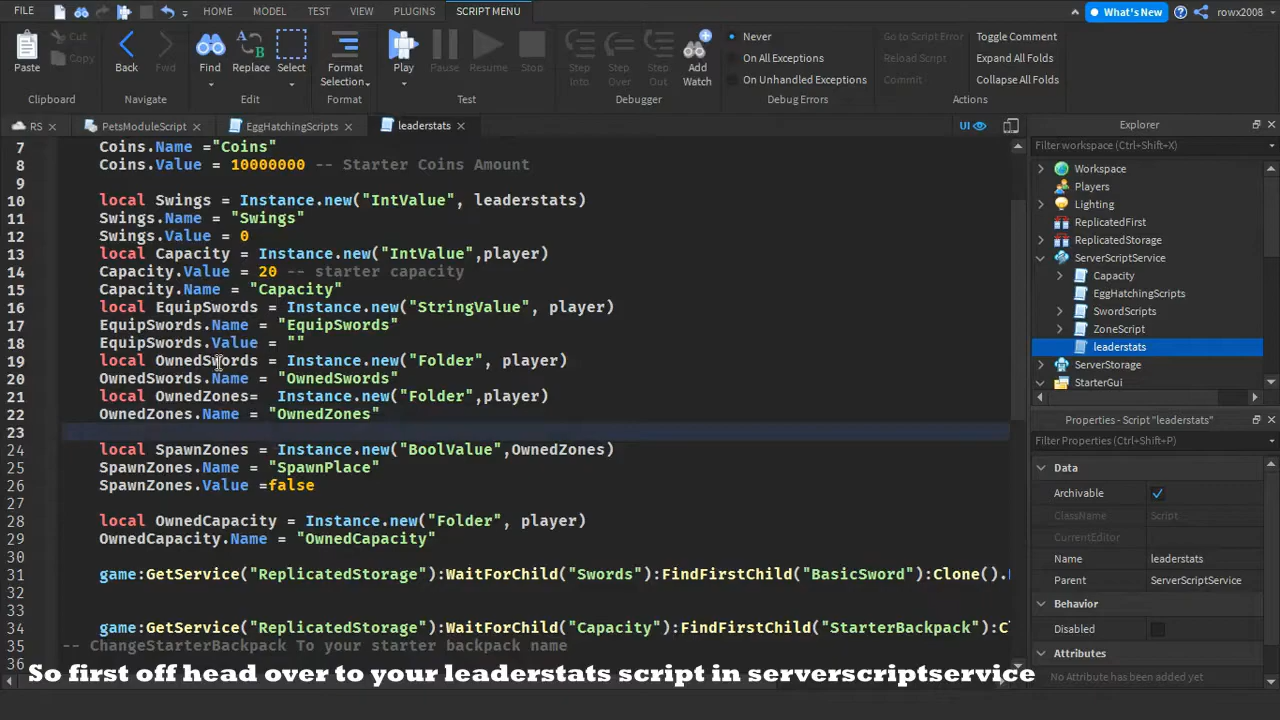 FILE HOME MODEL TEST VIEW PLUGINS SCRIPT MENU What's New rowx2008
Cut
Copy
Paste Back Fwd Find Replace Select Format Selection Play Pause Resume Stop Step Into Step Over Step Out Add Watch
Never
On All Exceptions
On Unhandled Exceptions
Go to Script Error
Reload Script
Commit
Toggle Comment
Expand All Folds
Collapse All Folds
Clipboard Navigate Edit Format Test Debugger Debug Errors Actions
RS PetsModuleScript EggHatchingScripts leaderstats UI
7 Coins.Name ="Coins"
8 Coins.Value = 10000000 -- Starter Coins Amount
9
10 local Swings = Instance.new("IntValue", leaderstats)
11 Swings.Name = "Swings"
12 Swings.Value = 0
13 local Capacity = Instance.new("IntValue",player)
14 Capacity.Value = 20 -- starter capacity
15 Capacity.Name = "Capacity"
16 local EquipSwords = Instance.new("StringValue", player)
17 EquipSwords.Name = "EquipSwords"
18 EquipSwords.Value = ""
19 local OwnedSwords = Instance.new("Folder", player)
20 OwnedSwords.Name = "OwnedSwords"
21 local OwnedZones=  Instance.new("Folder",player)
22 OwnedZones.Name = "OwnedZones"
23
24 local SpawnZones = Instance.new("BoolValue",OwnedZones)
25 SpawnZones.Name = "SpawnPlace"
26 SpawnZones.Value =false
27
28 local OwnedCapacity = Instance.new("Folder", player)
29 OwnedCapacity.Name = "OwnedCapacity"
30
31 game:GetService("ReplicatedStorage"):WaitForChild("Swords"):FindFirstChild("BasicSword"):Clone().
32
33
34 game:GetService("ReplicatedStorage"):WaitForChild("Capacity"):FindFirstChild("StarterBackpack"):
35 -- ChangeStarterBackpack To your starter backpack name
36
Explorer
Filter workspace (Ctrl+Shift+X)
Workspace
Players
Lighting
ReplicatedFirst
ReplicatedStorage
ServerScriptService
Capacity
EggHatchingScripts
SwordScripts
ZoneScript
leaderstats
ServerStorage
StarterGui
Properties - Script "leaderstats"
Filter Properties (Ctrl+Shift+P)
Data
Archivable
ClassName Script
CurrentEditor
Name leaderstats
Parent ServerScriptService
Behavior
Disabled
Attributes
No Attribute has been added yet
So first off head over to your leaderstats script in serverscriptservice